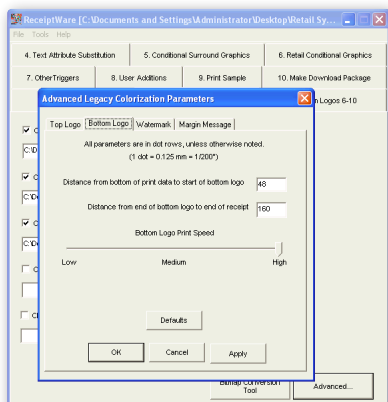 ReceiptWare [C:\Documents and Settings\Administrator\Desktop\Retail Sy...
File Tools Help
4. Text Attribute Substitution 5. Conditional Surround Graphics 6. Retail Conditional Graphics
7. OtherTriggers 8. User Additions 9. Print Sample 10. Make Download Package
Advanced Legacy Colorization Parameters
Logos 6-10
Top Logo Bottom Logo Watermark Margin Message
All parameters are in dot rows, unless otherwise noted.
(1 dot = 0.125 mm = 1/200")
Distance from bottom of print data to start of bottom logo 48
Distance from end of bottom logo to end of receipt 160
Bottom Logo Print Speed
Low Medium High
Defaults
OK Cancel Apply
Bitmap Conversion
Tool
Advanced...